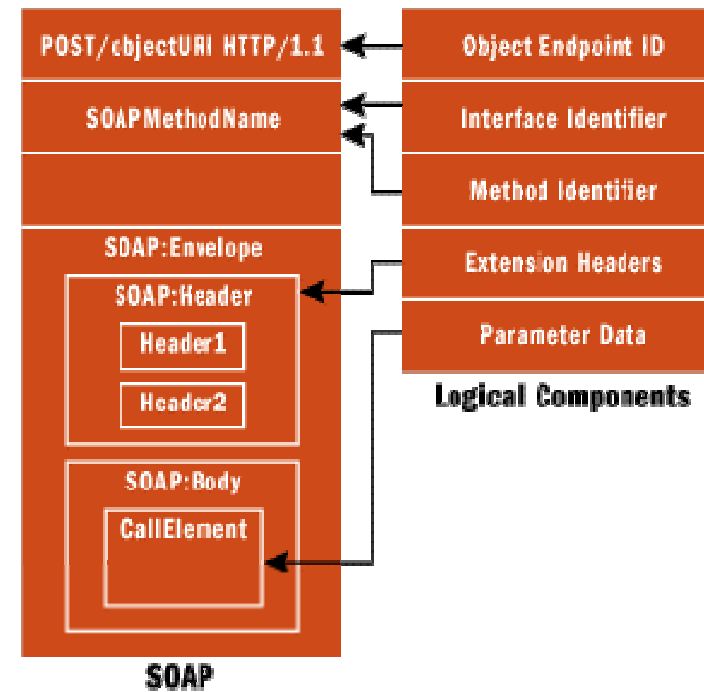 POST/objectURI HTTP/1.1
SOAPMethodName
SOAP:Envelope
SOAP:Header
Header1
Header2
SOAP:Body
CallElement
SOAP
Object Endpoint ID
Interface Identifier
Method Identifier
Extension Headers
Parameter Data
Logical Components